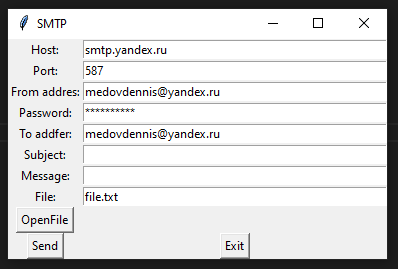 SMTP
Host: smtp.yandex.ru
Port: 587
From addres: medovdennis@yandex.ru
Password: **********
To addfer: medovdennis@yandex.ru
Subject:
Message:
File: file.txt
OpenFile
Send Exit